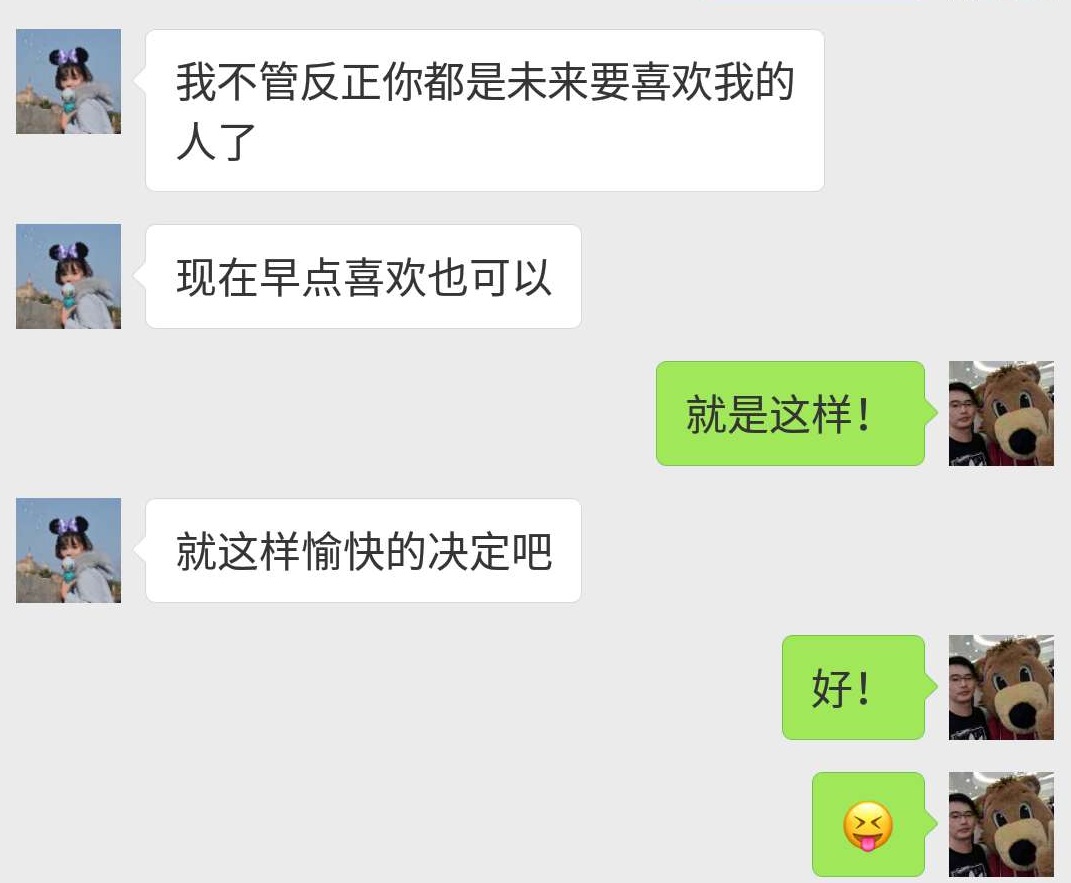 我不管反正你都是未来要喜欢我的
人了
现在早点喜欢也可以
就是这样！
就这样愉快的决定吧
好！
😝